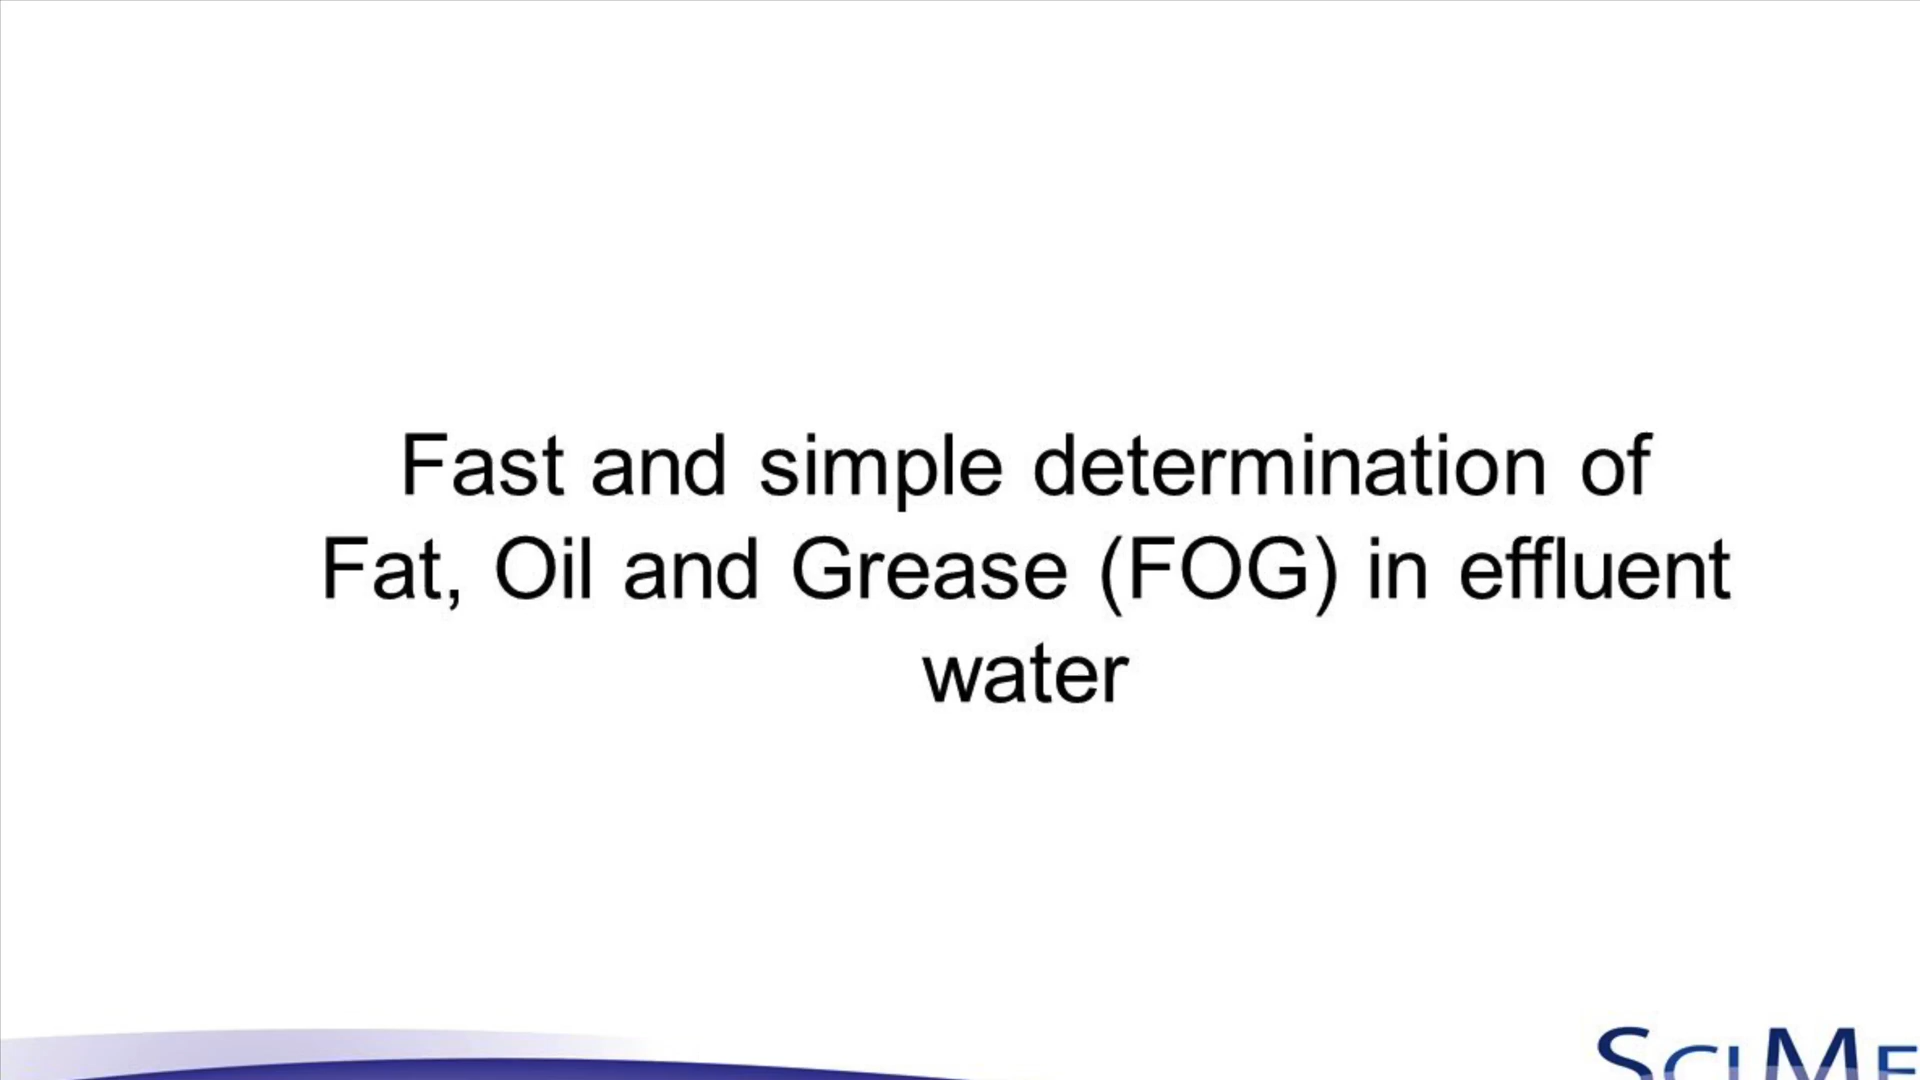 Fast and simple determination of
Fat, Oil and Grease (FOG) in effluent
water